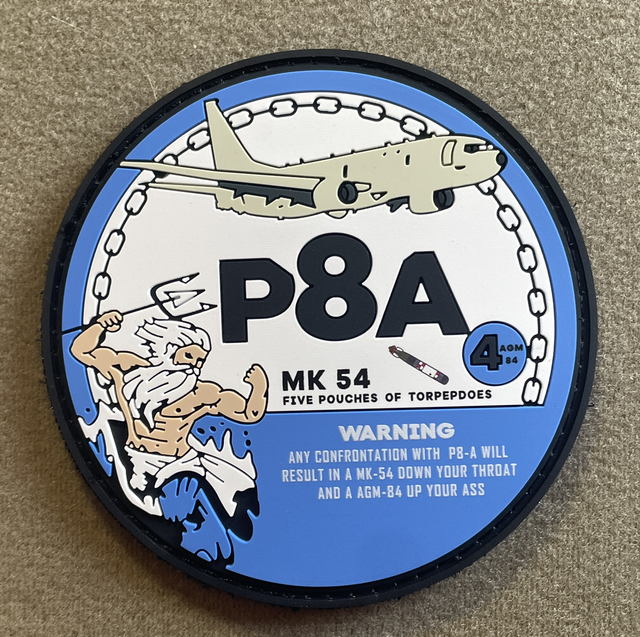 P8A
4 AGM
84
MK 54
FIVE POUCHES OF TORPEPDOES
WARNING
ANY CONFRONTATION WITH P8-A WILL
RESULT IN A MK-54 DOWN YOUR THROAT
AND A AGM-84 UP YOUR ASS